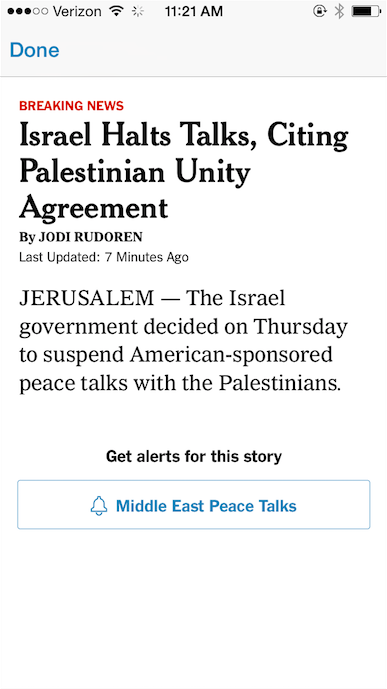 Verizon 11:21 AM
Done
BREAKING NEWS
Israel Halts Talks, Citing
Palestinian Unity
Agreement
By JODI RUDOREN
Last Updated: 7 Minutes Ago
JERUSALEM — The Israel
government decided on Thursday
to suspend American-sponsored
peace talks with the Palestinians.
Get alerts for this story
Middle East Peace Talks